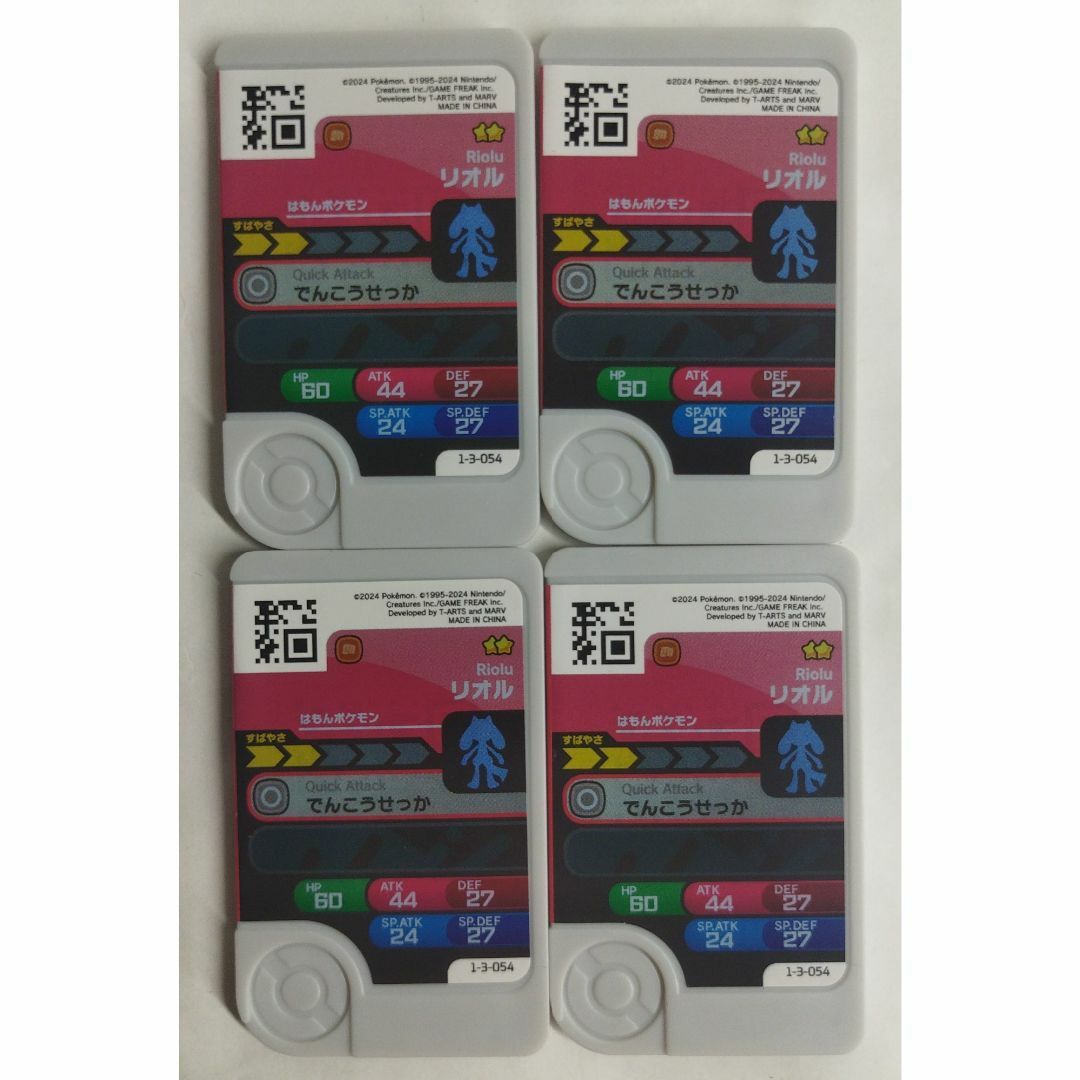 ©2024 Pokémon. ©1995-2024 Nintendo/
Creatures Inc./GAME FREAK inc.
Developed by T-ARTS and MARV
MADE IN CHINA
Riolu
リオル
はもんポケモン
すばやさ
Quick Attack
でんこうせっか
HP 60 ATK 44 DEF 27
SP.ATK 24 SP.DEF 27
1-3-054
©2024 Pokémon. ©1995-2024 Nintendo/
Creatures Inc./GAME FREAK inc.
Developed by T-ARTS and MARV
MADE IN CHINA
Riolu
リオル
はもんポケモン
すばやさ
Quick Attack
でんこうせっか
HP 60 ATK 44 DEF 27
SP.ATK 24 SP.DEF 27
1-3-054
©2024 Pokémon. ©1995-2024 Nintendo/
Creatures Inc./GAME FREAK inc.
Developed by T-ARTS and MARV
MADE IN CHINA
Riolu
リオル
はもんポケモン
すばやさ
Quick Attack
でんこうせっか
HP 60 ATK 44 DEF 27
SP.ATK 24 SP.DEF 27
1-3-054
©2024 Pokémon. ©1995-2024 Nintendo/
Creatures Inc./GAME FREAK inc.
Developed by T-ARTS and MARV
MADE IN CHINA
Riolu
リオル
はもんポケモン
すばやさ
Quick Attack
でんこうせっか
HP 60 ATK 44 DEF 27
SP.ATK 24 SP.DEF 27
1-3-054